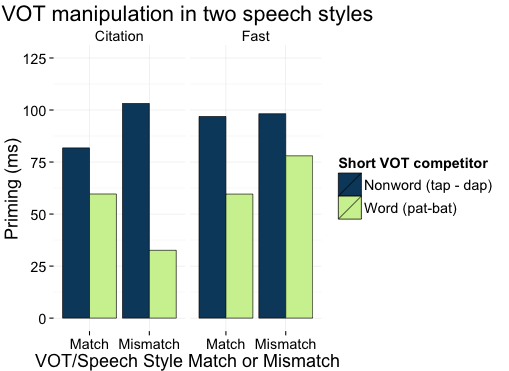 VOT manipulation in two speech styles
Citation
Fast
125
100
75
50
25
0
Priming (ms)
Match Mismatch
Match Mismatch
VOT/Speech Style Match or Mismatch
Short VOT competitor
Nonword (tap - dap)
Word (pat-bat)